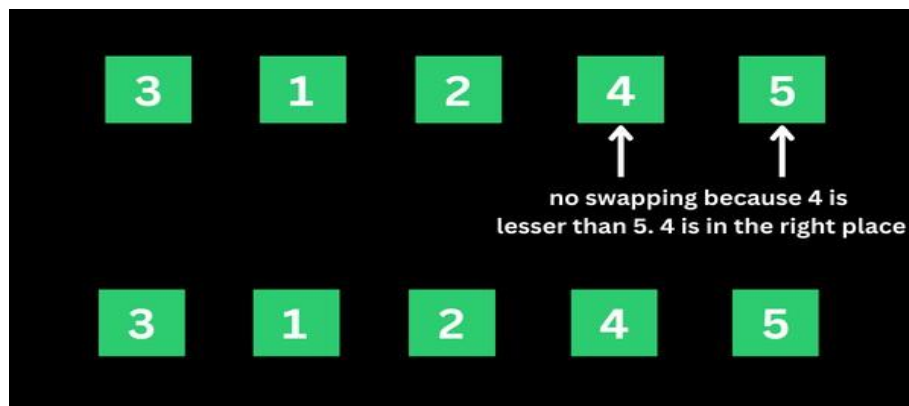 3 1 2 4 5
no swapping because 4 is
lesser than 5. 4 is in the right place
3 1 2 4 5